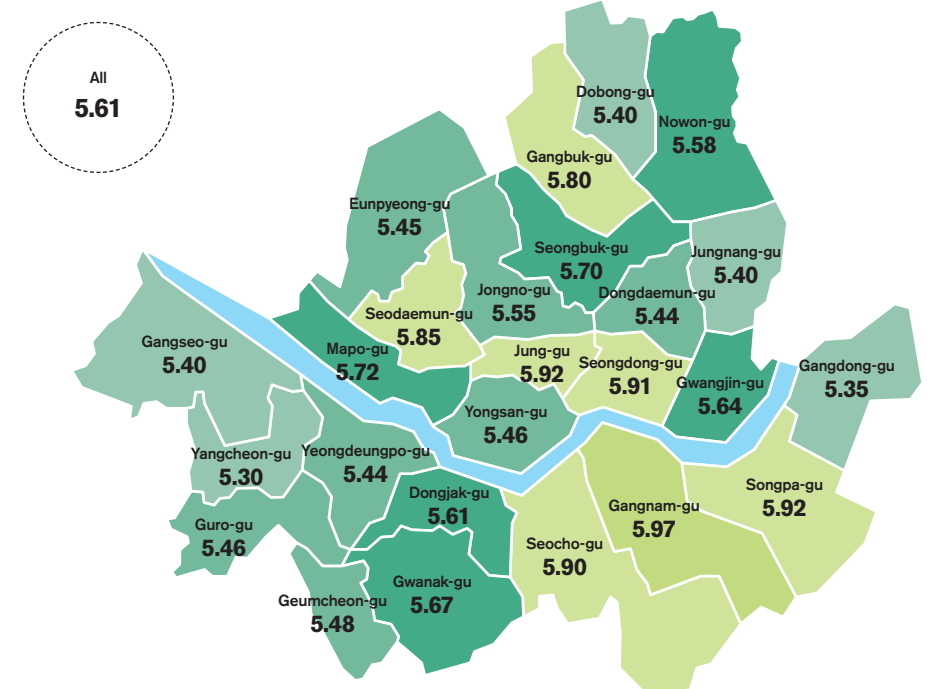 All
5.61
Dobong-gu
5.40
Nowon-gu
5.58
Gangbuk-gu
5.80
Eunpyeong-gu
5.45
Seongbuk-gu
5.70
Jungnang-gu
5.40
Jongno-gu
5.55
Dongdaemun-gu
5.44
Seodaemun-gu
5.85
Gangseo-gu
5.40
Mapo-gu
5.72
Jung-gu
5.92
Seongdong-gu
5.91
Gwangjin-gu
5.64
Gangdong-gu
5.35
Yongsan-gu
5.46
Yangcheon-gu
5.30
Yeongdeungpo-gu
5.44
Dongjak-gu
5.61
Gangnam-gu
5.97
Songpa-gu
5.92
Guro-gu
5.46
Seocho-gu
5.90
Gwanak-gu
5.67
Geumcheon-gu
5.48